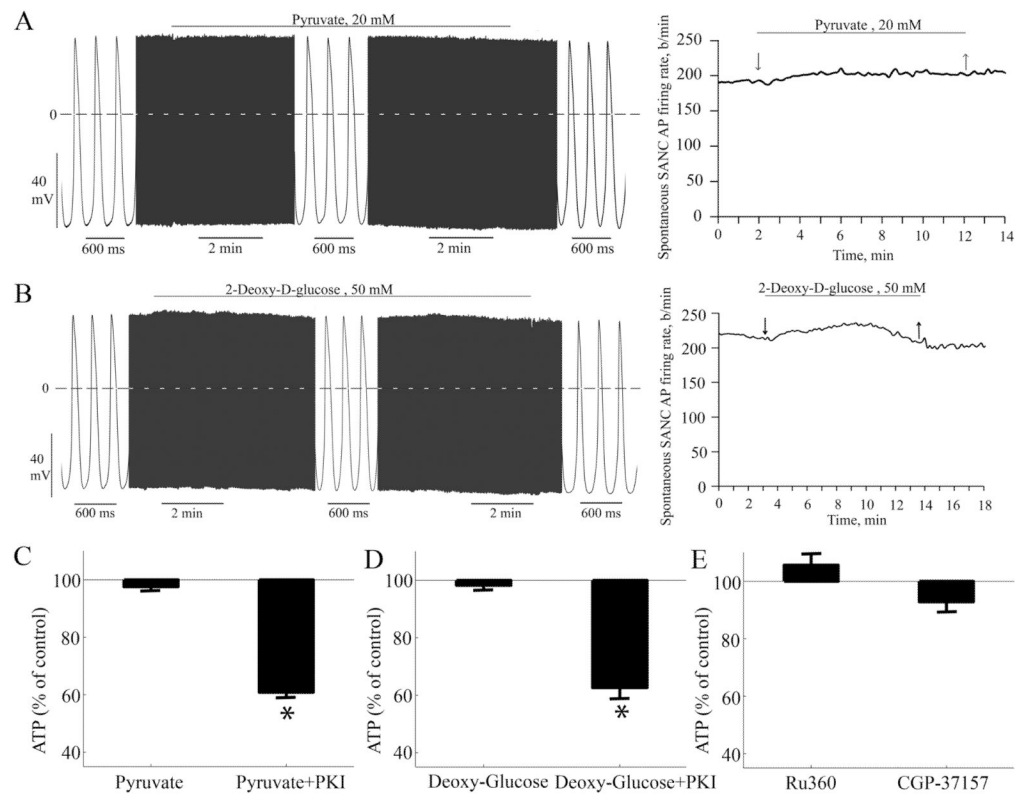 A
Pyruvate, 20 mM
0
40
mV
600 ms
2 min
600 ms
2 min
600 ms
Spontaneous SANC AP firing rate, b/min
250
200
150
100
50
0
Pyruvate , 20 mM
0 2 4 6 8 10 12 14
Time, min
B
2-Deoxy-D-glucose , 50 mM
0
40
mV
600 ms
2 min
600 ms
2 min
600 ms
Spontaneous SANC AP firing rate, b/min
2-Deoxy-D-glucose , 50 mM
250
200
150
100
50
0
0 2 4 6 8 10 12 14 16 18
Time, min
C
ATP (% of control)
100
80
60
40
*
Pyruvate Pyruvate+PKI
D
ATP (% of control)
100
80
60
40
*
Deoxy-Glucose Deoxy-Glucose+PKI
E
ATP (% of control)
100
80
60
40
Ru360 CGP-37157